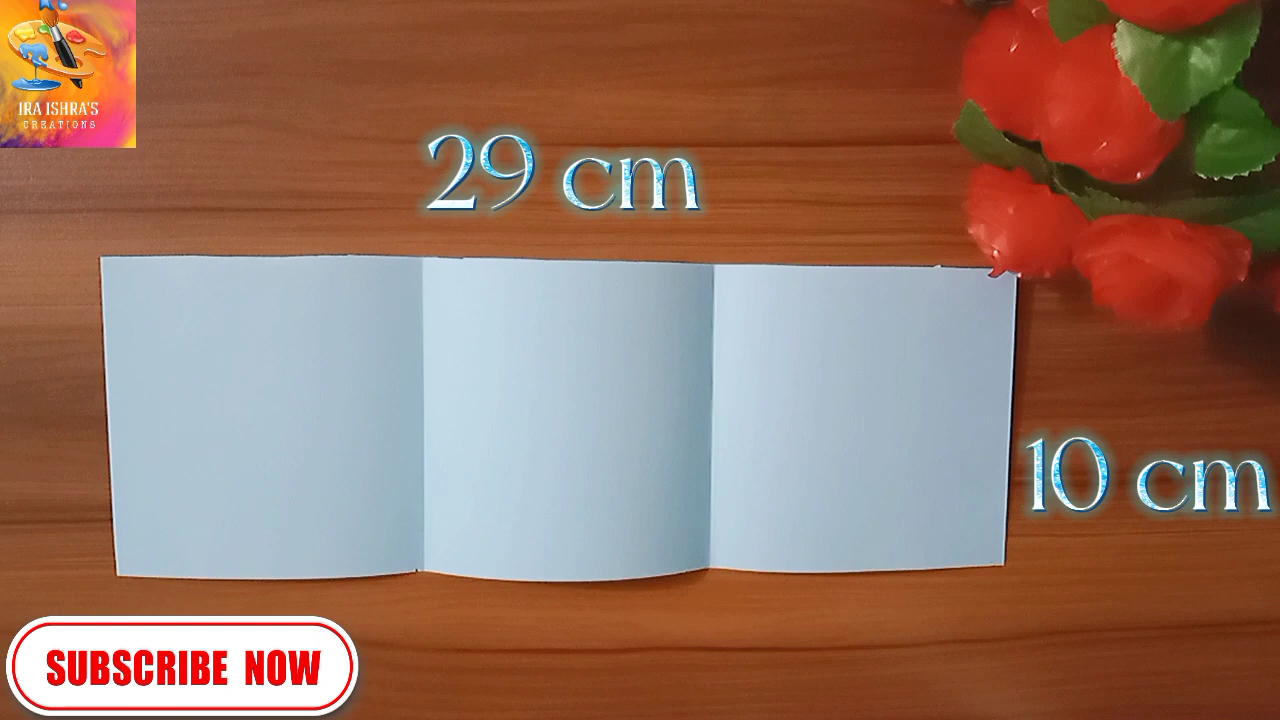 IRA ISHRA'S
CREATIONS
29 cm
10 cm
SUBSCRIBE NOW